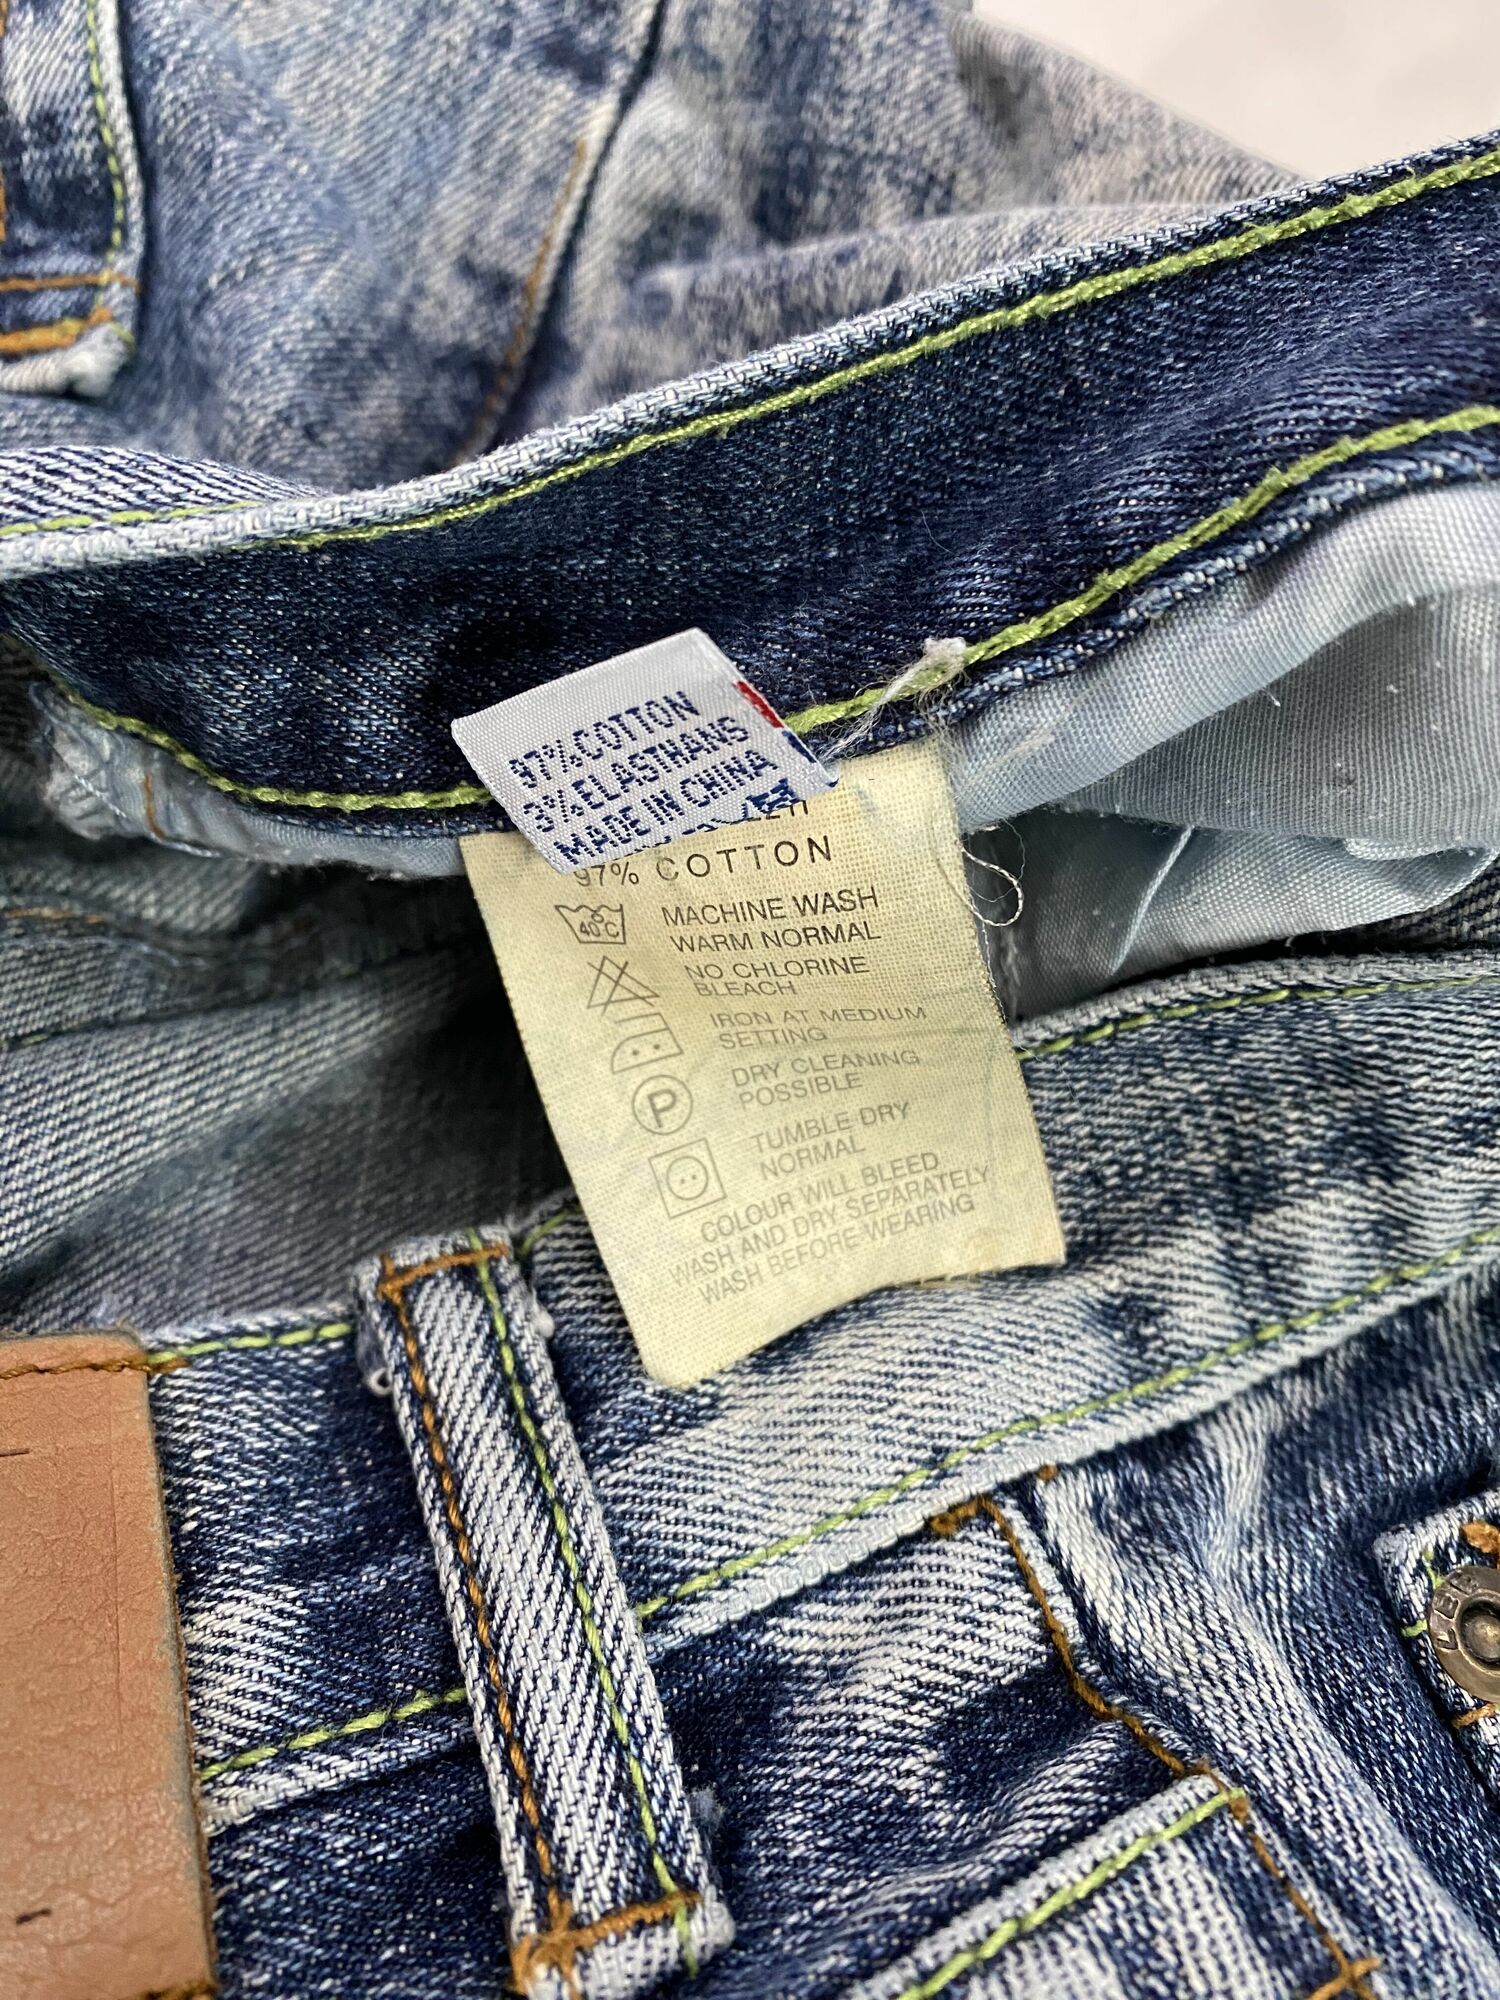 97%COTTON
3%ELASTHANS
MADE IN CHINA
97% COTTON
40°C
MACHINE WASH
WARM NORMAL
NO CHLORINE
BLEACH
IRON AT MEDIUM
SETTING
P
DRY CLEANING
POSSIBLE
TUMBLE DRY
NORMAL
COLOUR WILL BLEED
WASH AND DRY SEPARATELY
WASH BEFORE WEARING